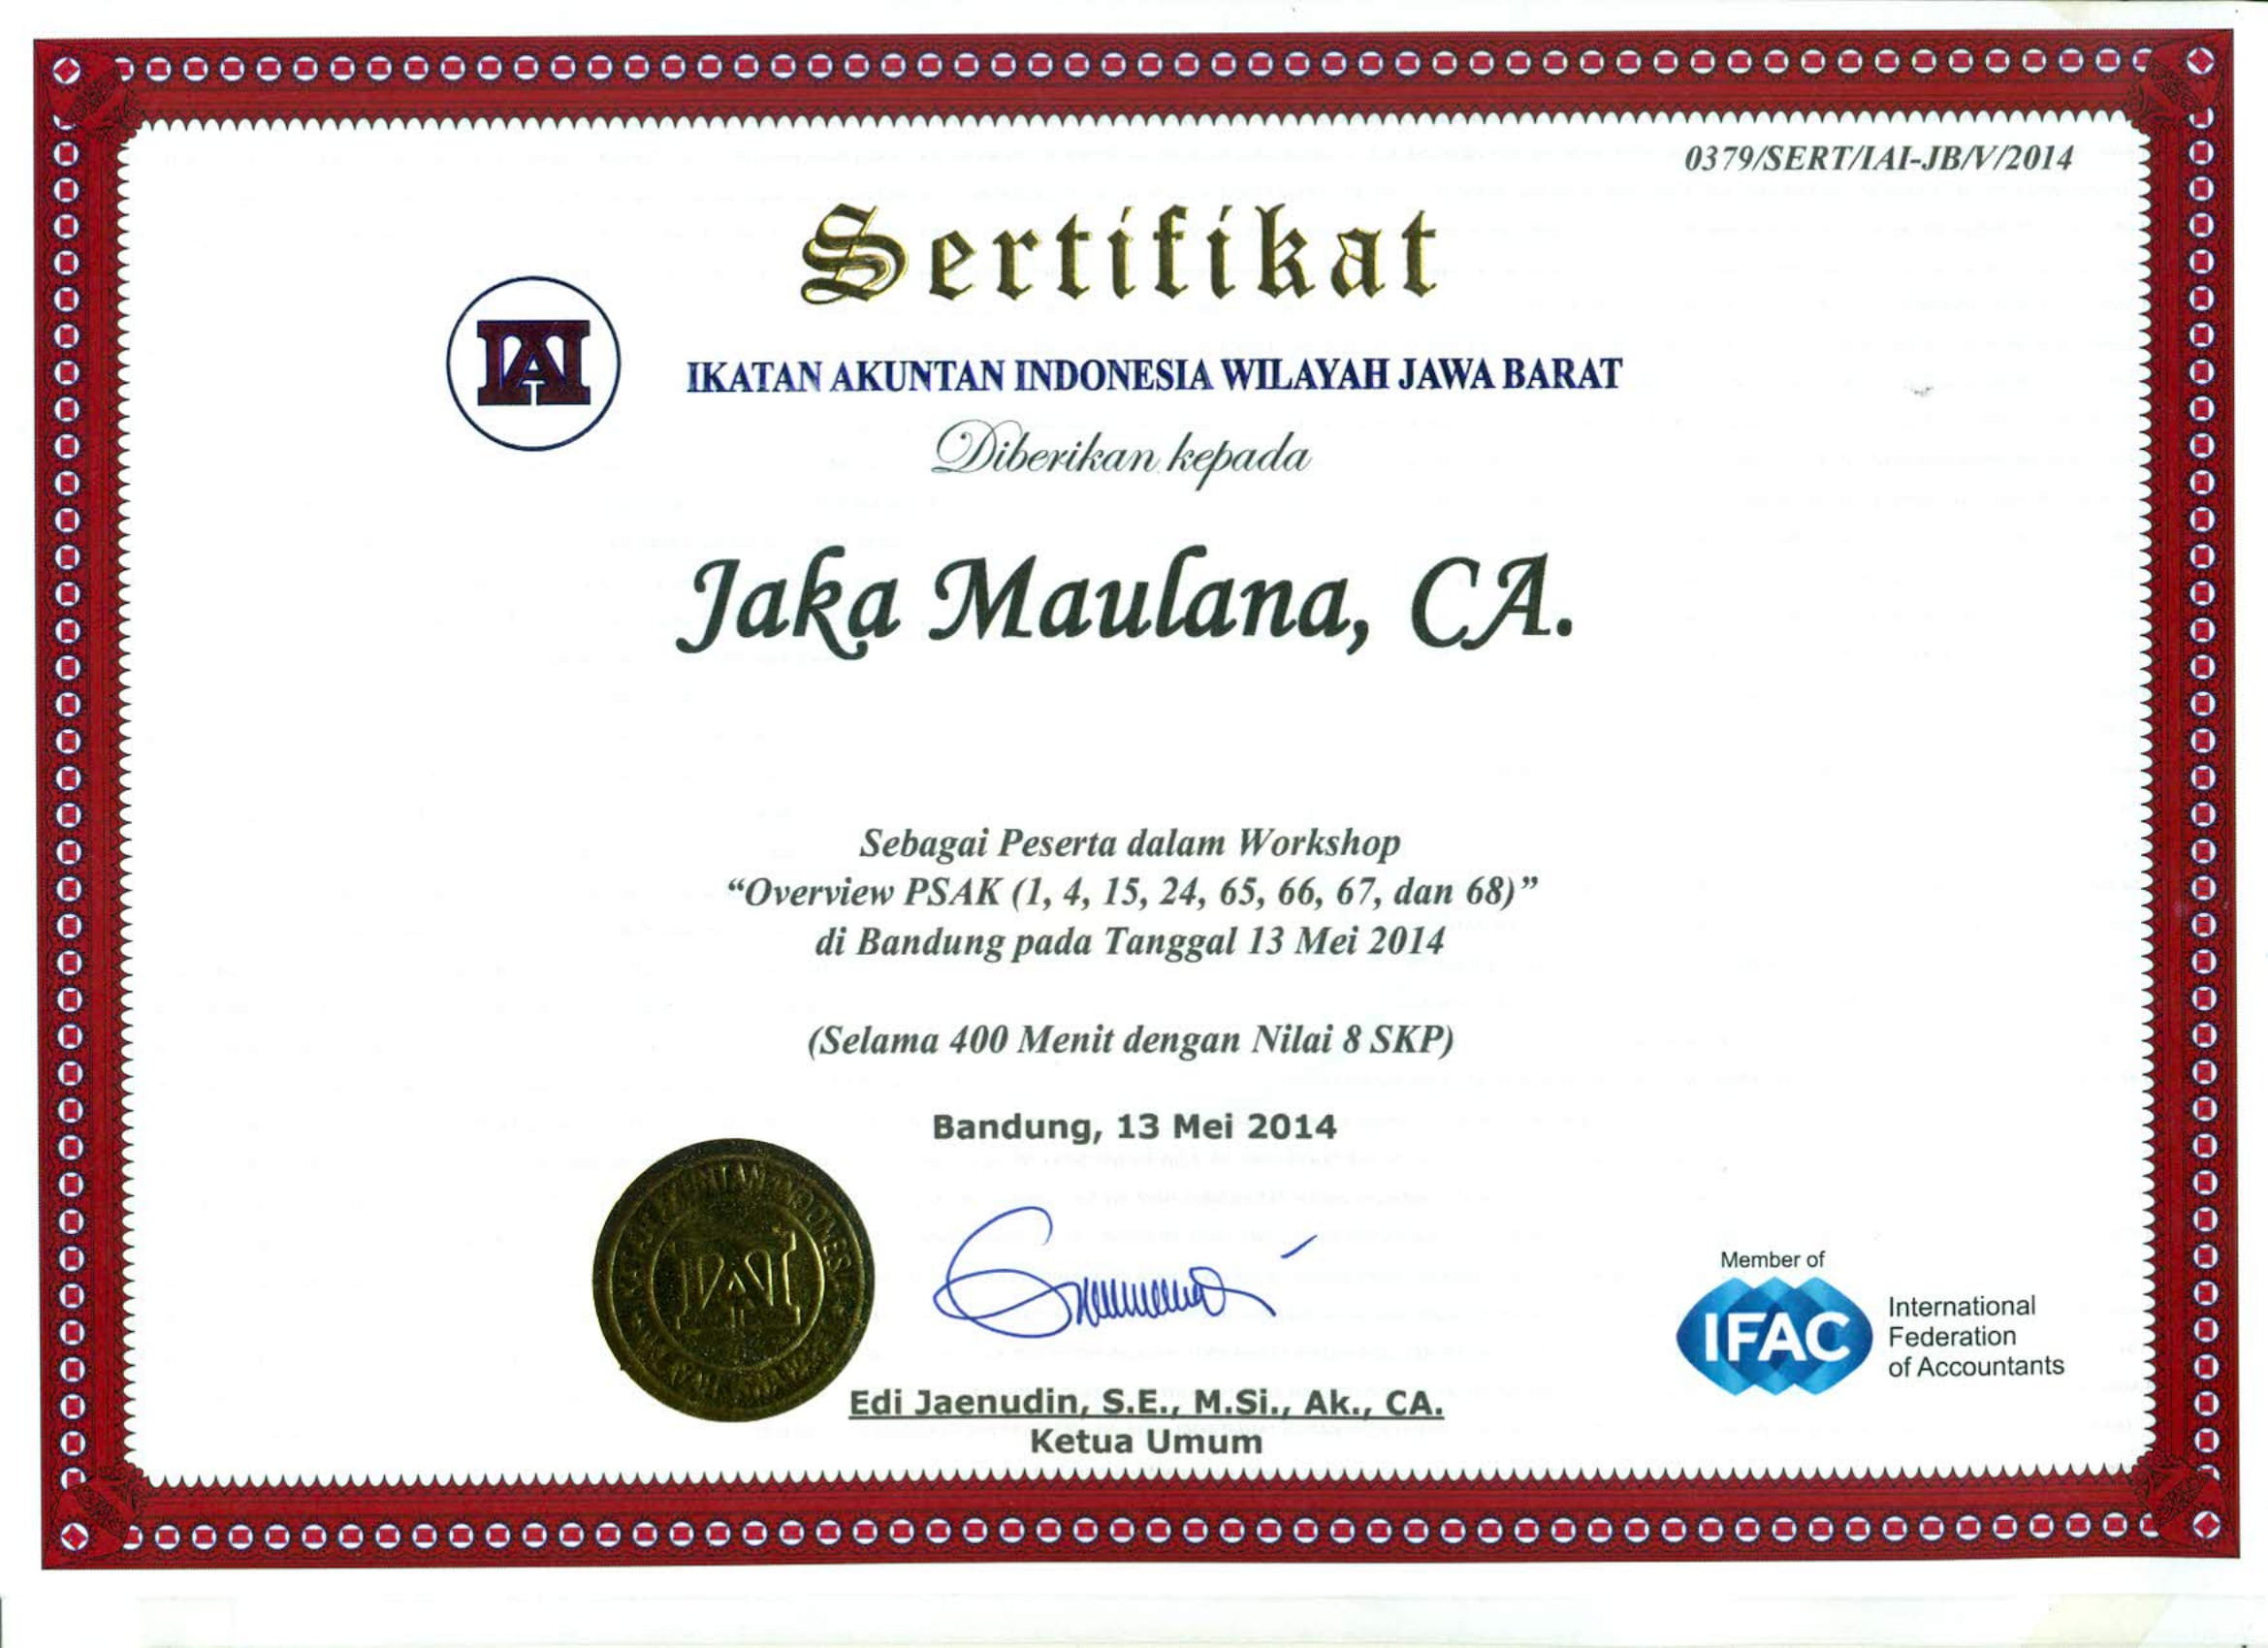 0379/SERT/IAI-JB/V/2014
Sertifikat
IAI
IKATAN AKUNTAN INDONESIA WILAYAH JAWA BARAT
Diberikan kepada
Jaka Maulana, CA.
Sebagai Peserta dalam Workshop
“Overview PSAK (1, 4, 15, 24, 65, 66, 67, dan 68)”
di Bandung pada Tanggal 13 Mei 2014
(Selama 400 Menit dengan Nilai 8 SKP)
Bandung, 13 Mei 2014
IAI
Edi Jaenudin, S.E., M.Si., Ak., CA.
Ketua Umum
Member of
IFAC
International
Federation
of Accountants